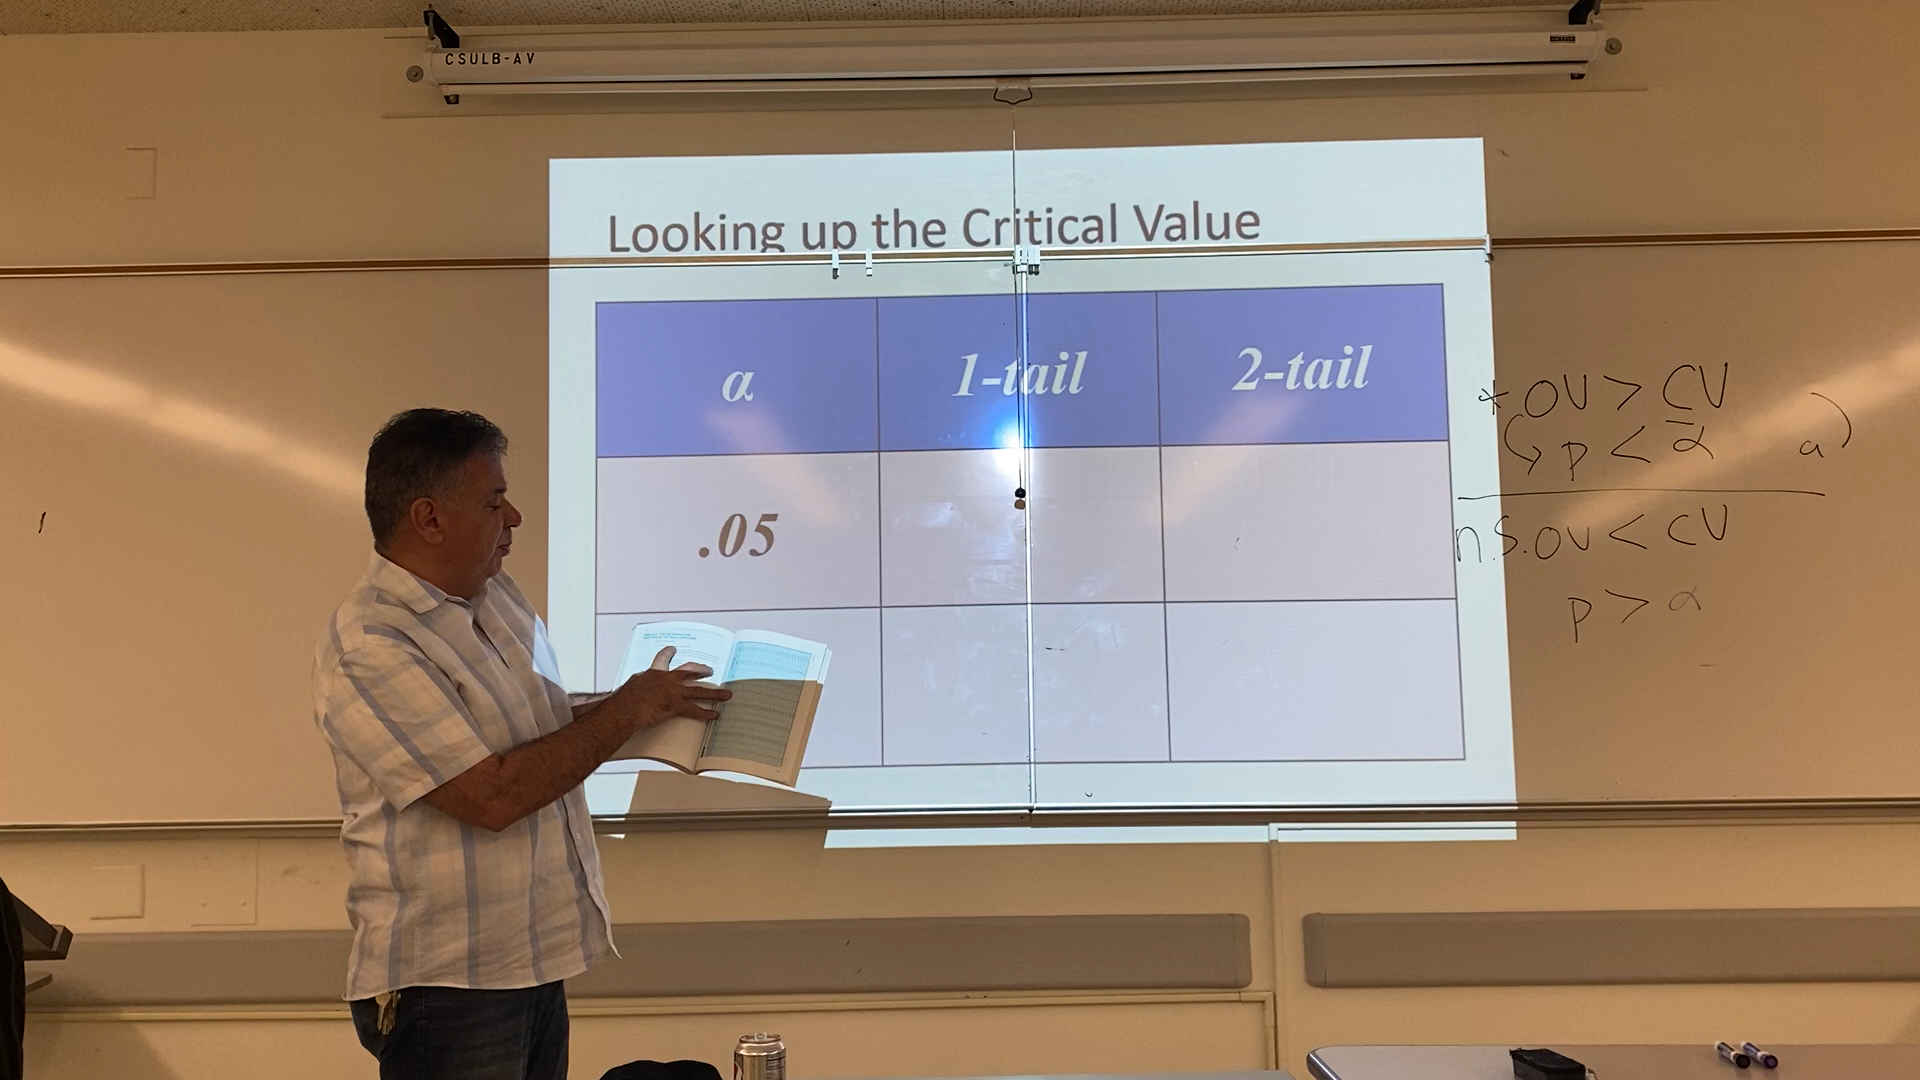 CSULB-AV
Looking up the Critical Value
α 1-tail 2-tail
.05
* OV > CV
p < α a)
n.s. OV < CV
p > α